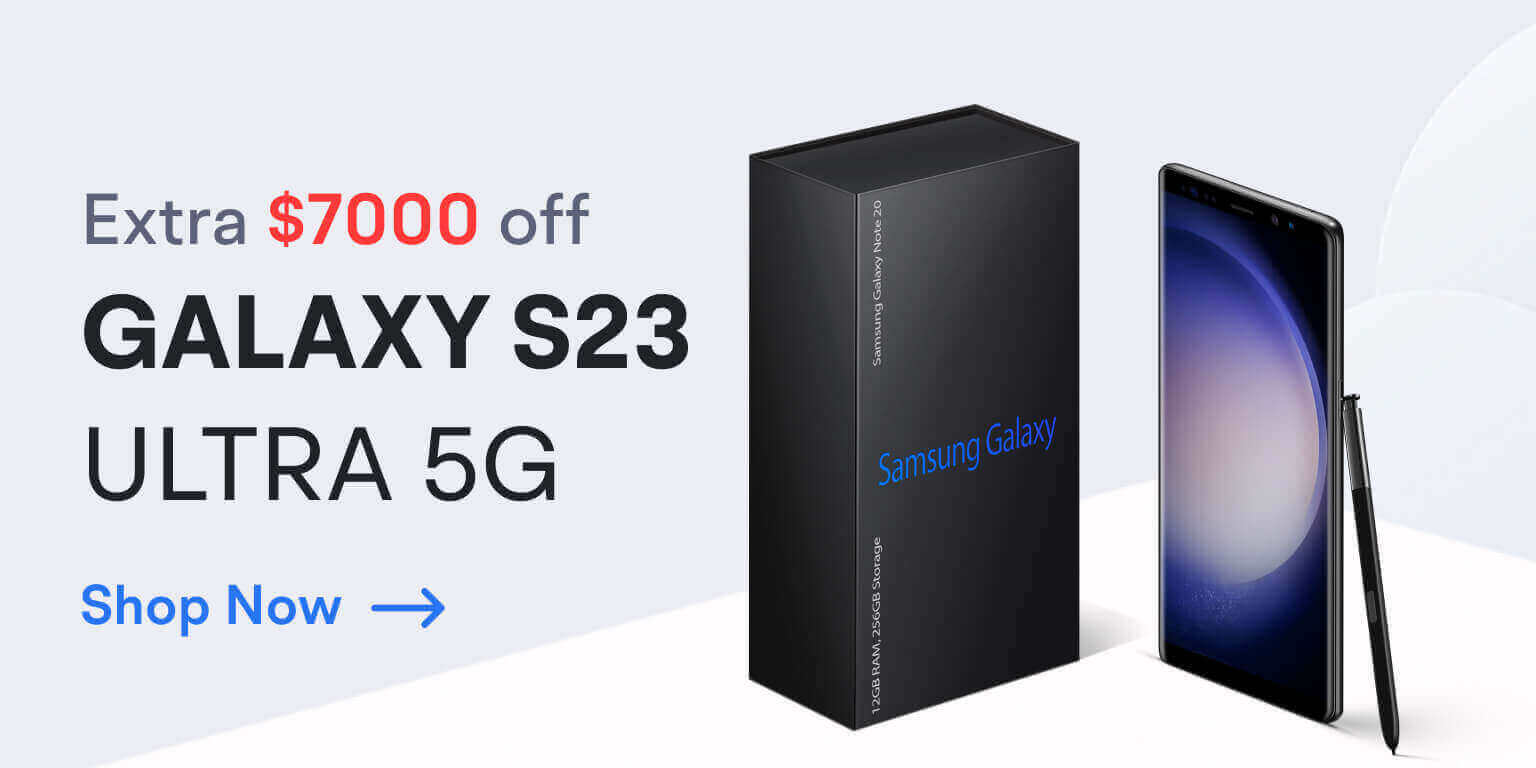 Extra $7000 off
GALAXY S23
ULTRA 5G
Shop Now
Samsung Galaxy Note 20
Samsung Galaxy
12GB RAM, 256GB Storage